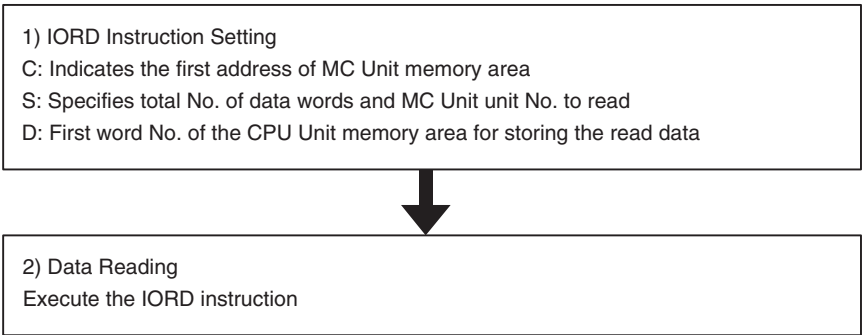 1) IORD Instruction Setting
C: Indicates the first address of MC Unit memory area
S: Specifies total No. of data words and MC Unit unit No. to read
D: First word No. of the CPU Unit memory area for storing the read data
2) Data Reading
Execute the IORD instruction